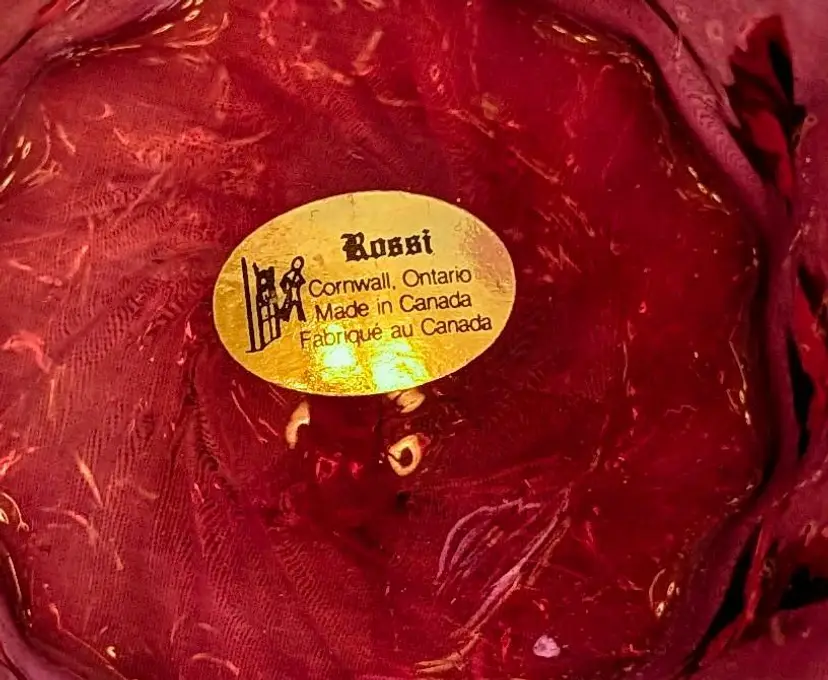 Rossi
Cornwall, Ontario
Made in Canada
Fabriqué au Canada